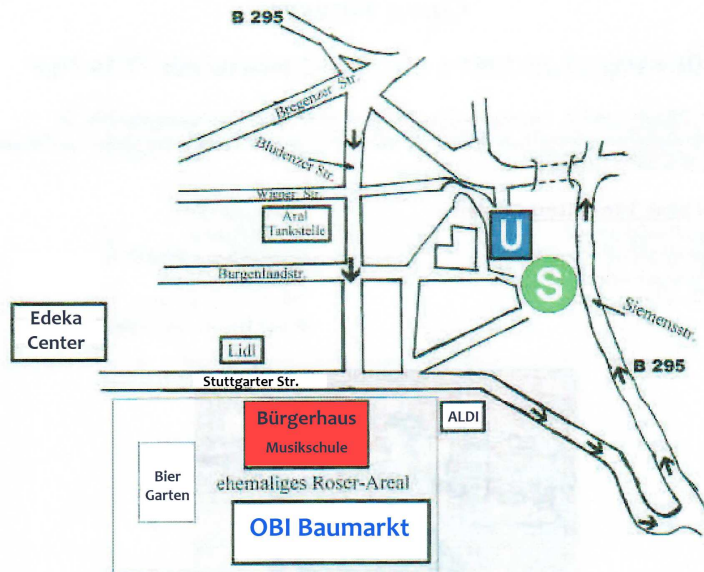 B 295
Bregenzer Str.
Bludenzer Str.
Wiener Str.
Aral
Tankstelle
U
Burgenlandstr.
S
Edeka
Center
Siemensstr.
Lidl
B 295
Stuttgarter Str.
Bürgerhaus
Musikschule
ALDI
Bier
Garten
ehemaliges Roser-Areal
OBI Baumarkt